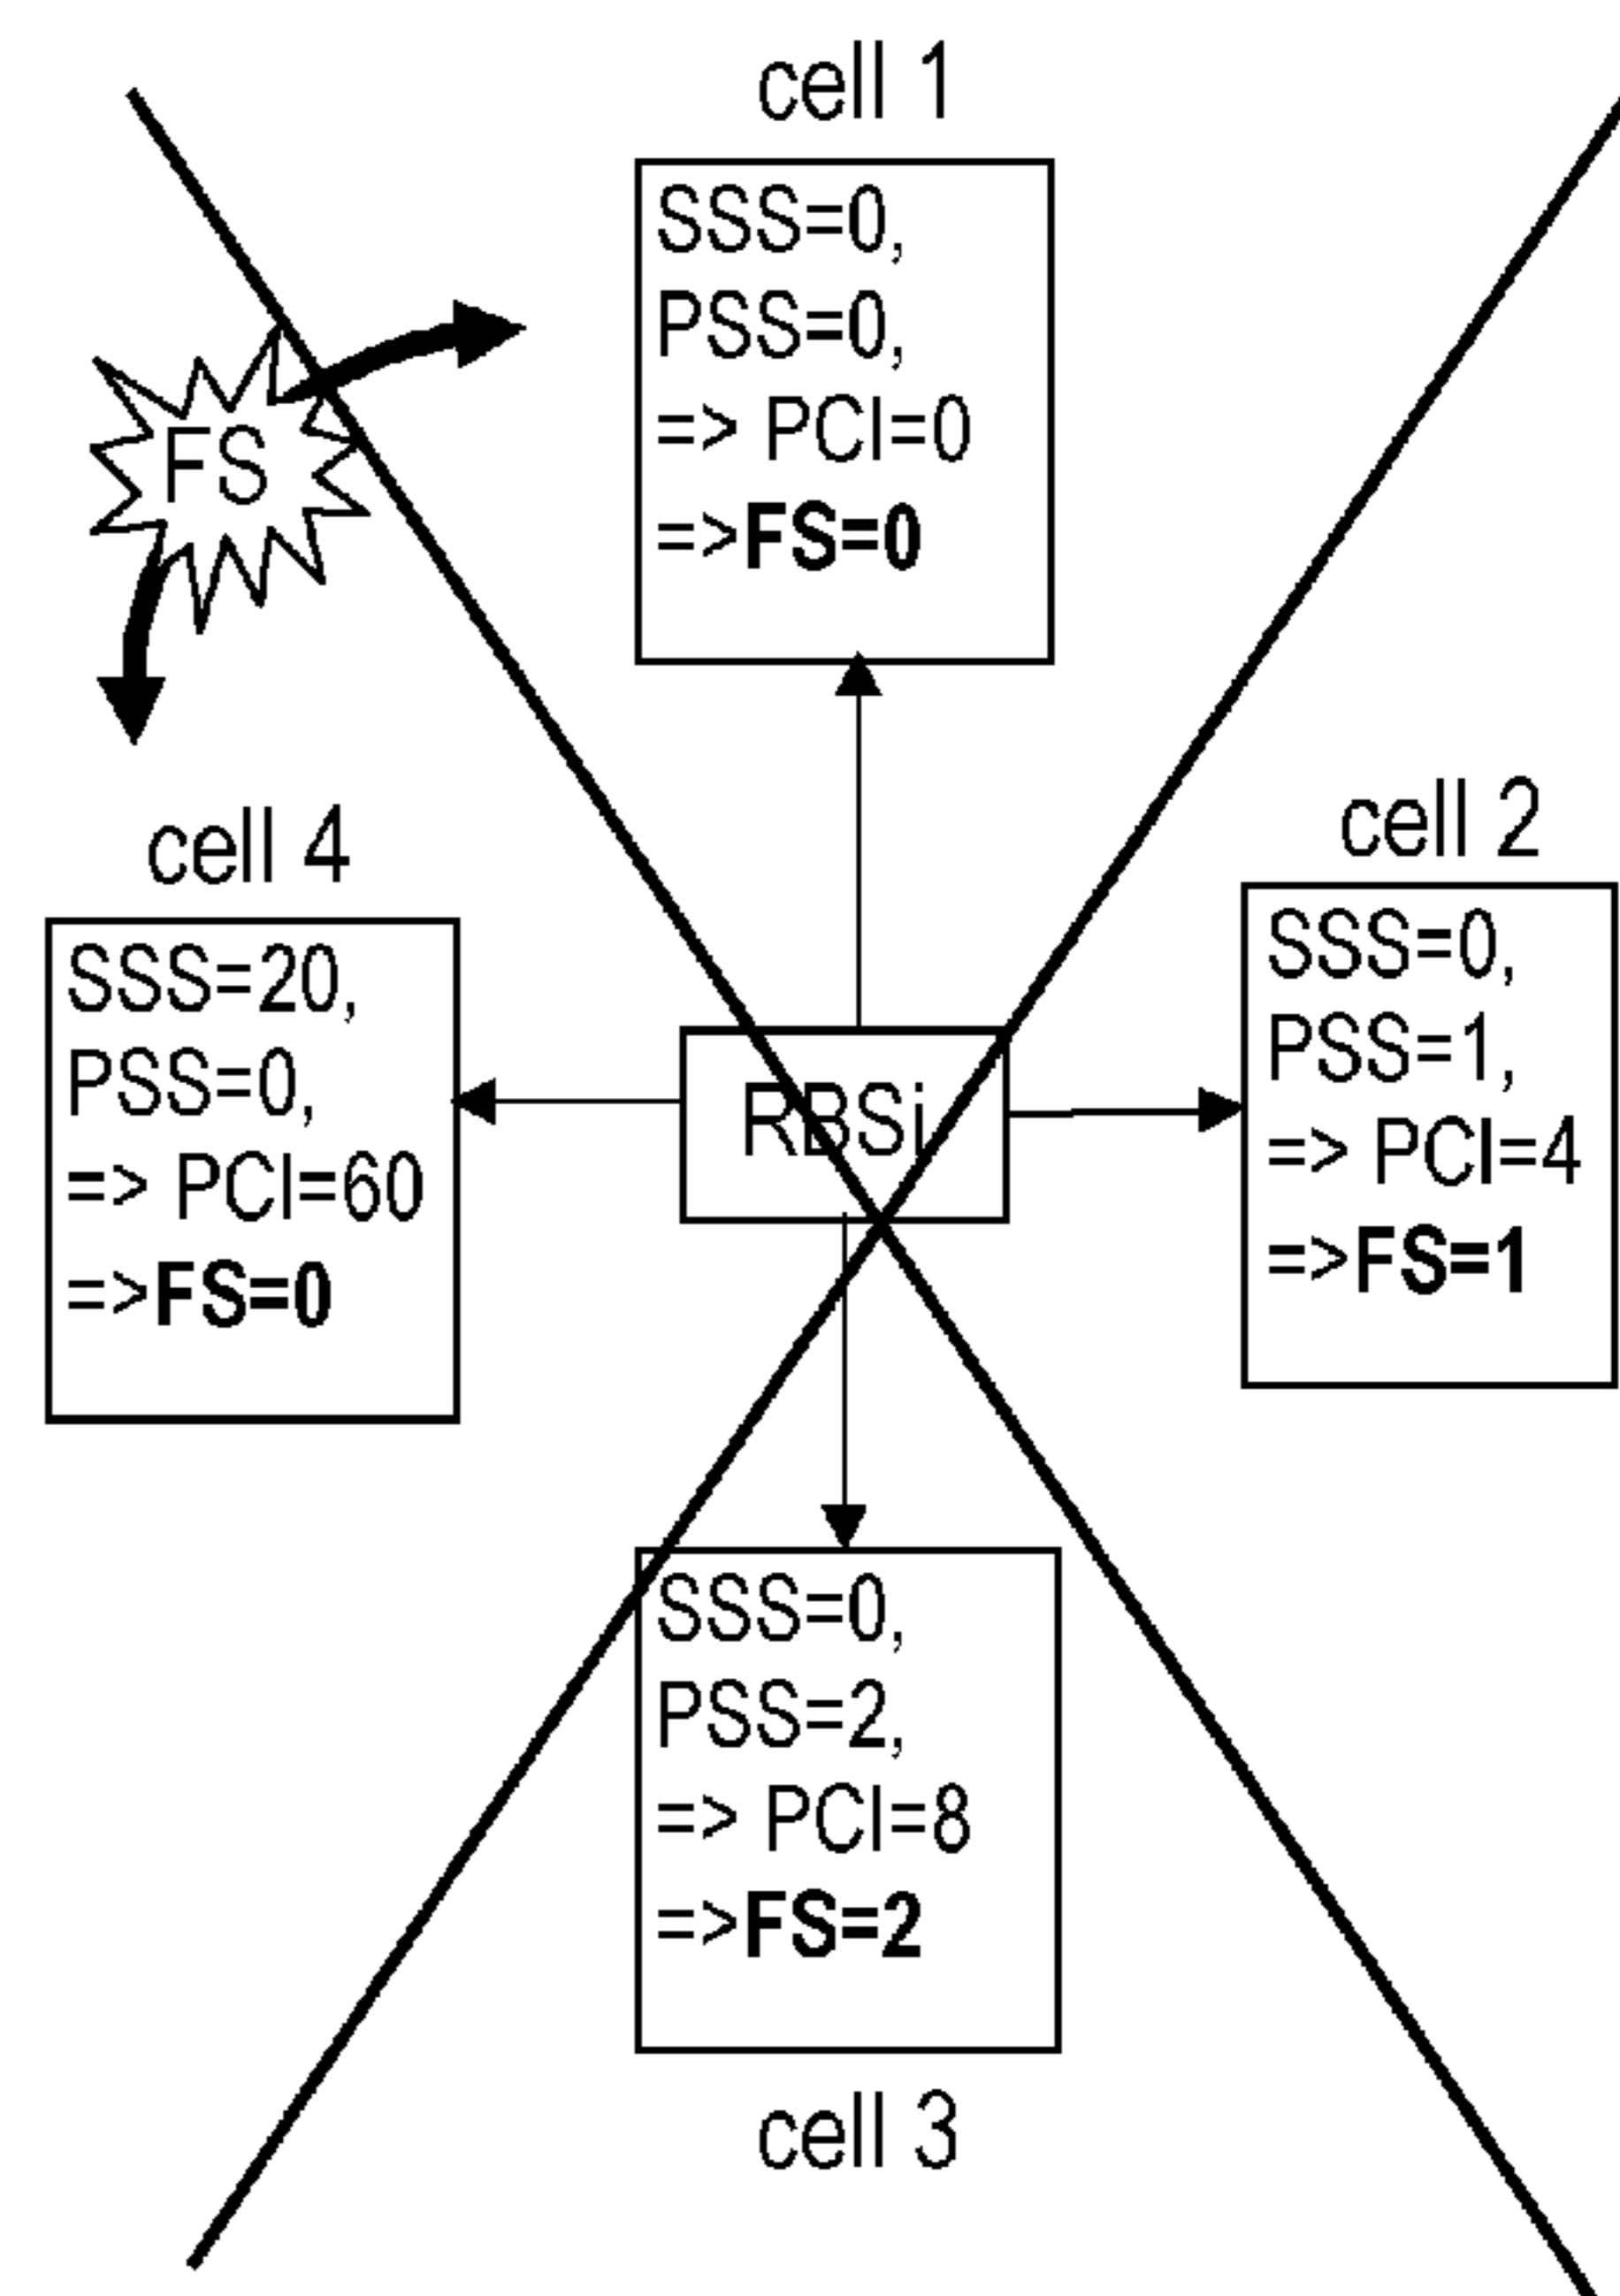 cell 1
SSS=0,
PSS=0,
=> PCI=0
=>FS=0
FS
cell 4
SSS=20,
PSS=0,
=> PCI=60
=>FS=0
RBSi
cell 2
SSS=0,
PSS=1,
=> PCI=4
=>FS=1
SSS=0,
PSS=2,
=> PCI=8
=>FS=2
cell 3